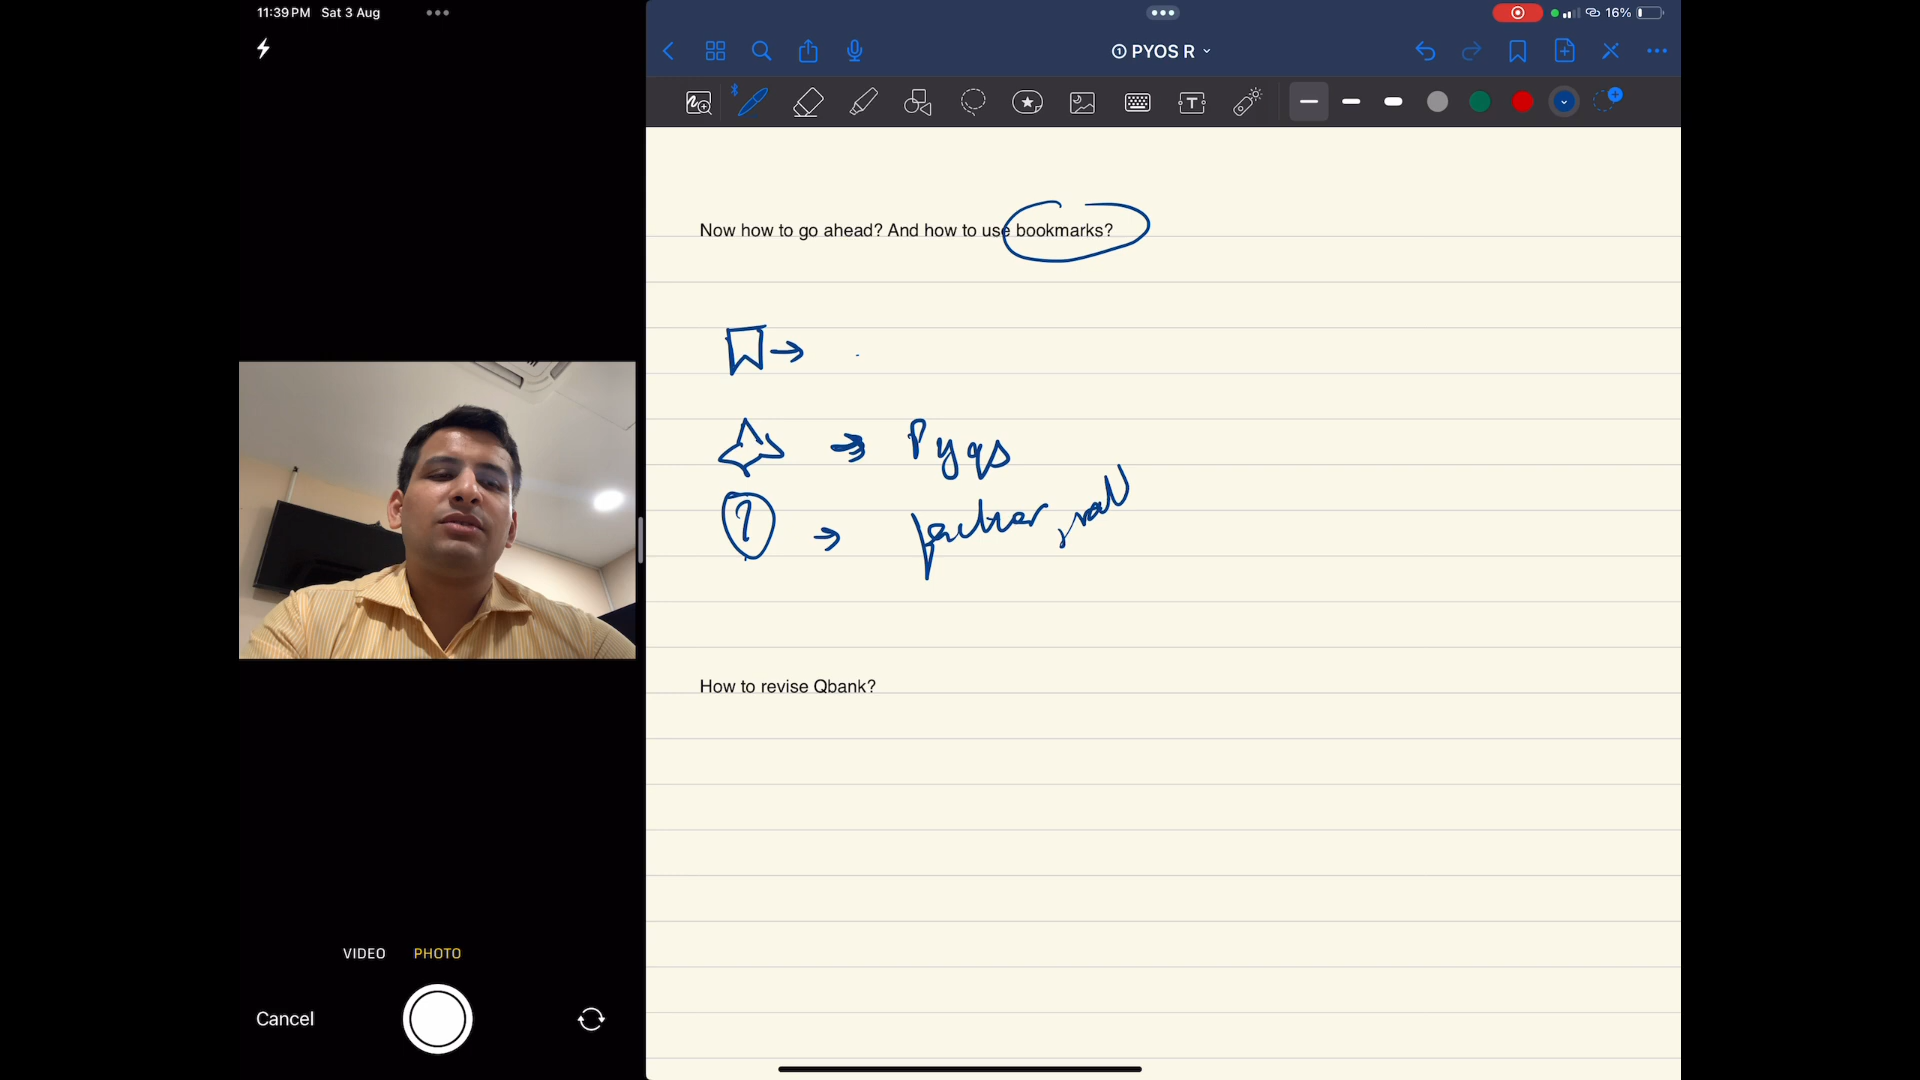 11:39 PM Sat 3 Aug
16%
PYOS R
T
Now how to go ahead? And how to use bookmarks?
Pyqs
?
How to revise Qbank?
VIDEO PHOTO
Cancel